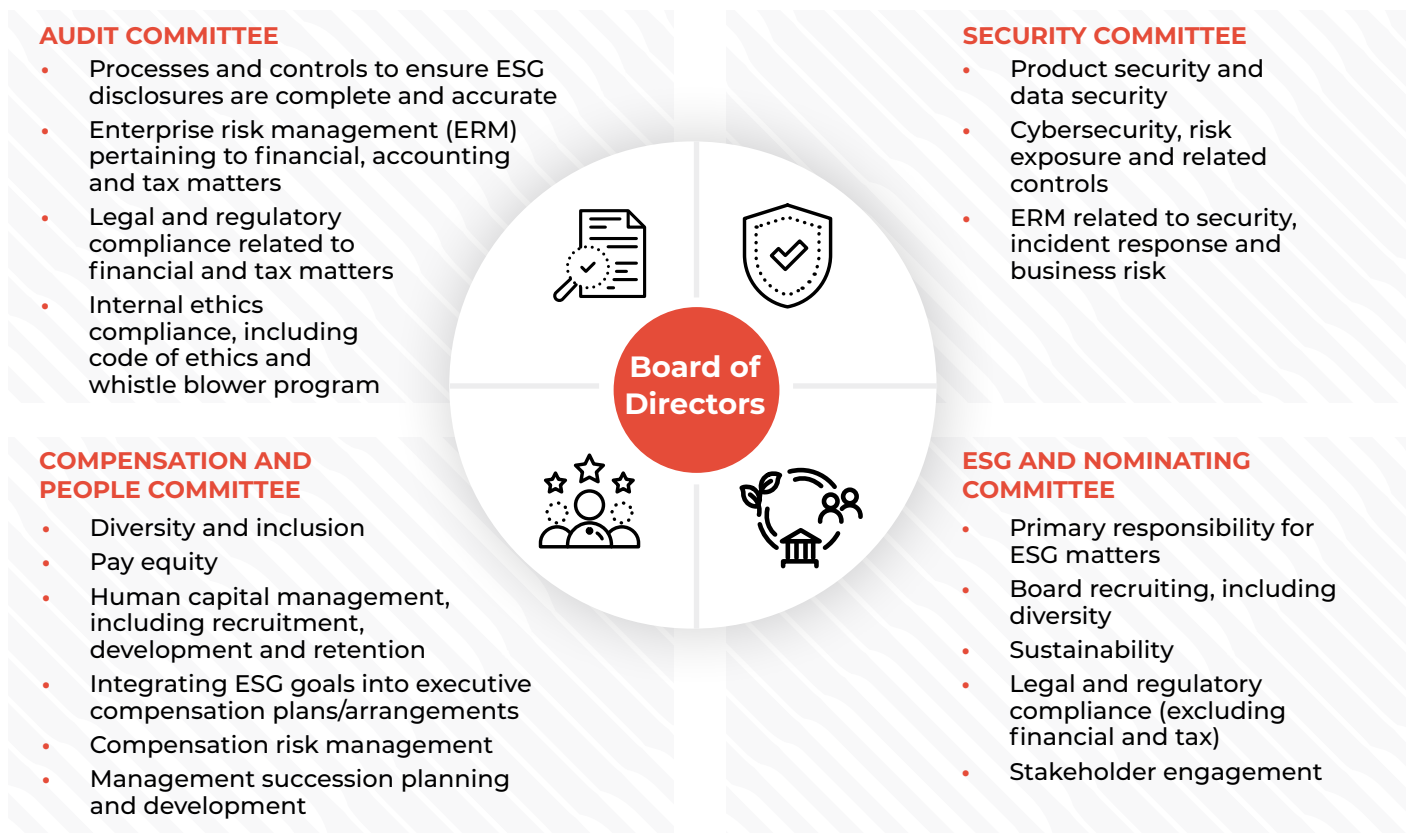 AUDIT COMMITTEE
• Processes and controls to ensure ESG
disclosures are complete and accurate
• Enterprise risk management (ERM)
pertaining to financial, accounting
and tax matters
• Legal and regulatory
compliance related to
financial and tax matters
• Internal ethics
compliance, including
code of ethics and
whistle blower program
SECURITY COMMITTEE
• Product security and
data security
• Cybersecurity, risk
exposure and related
controls
• ERM related to security,
incident response and
business risk
Board of
Directors
COMPENSATION AND
PEOPLE COMMITTEE
• Diversity and inclusion
• Pay equity
• Human capital management,
including recruitment,
development and retention
• Integrating ESG goals into executive
compensation plans/arrangements
• Compensation risk management
• Management succession planning
and development
ESG AND NOMINATING
COMMITTEE
• Primary responsibility for
ESG matters
• Board recruiting, including
diversity
• Sustainability
• Legal and regulatory
compliance (excluding
financial and tax)
• Stakeholder engagement